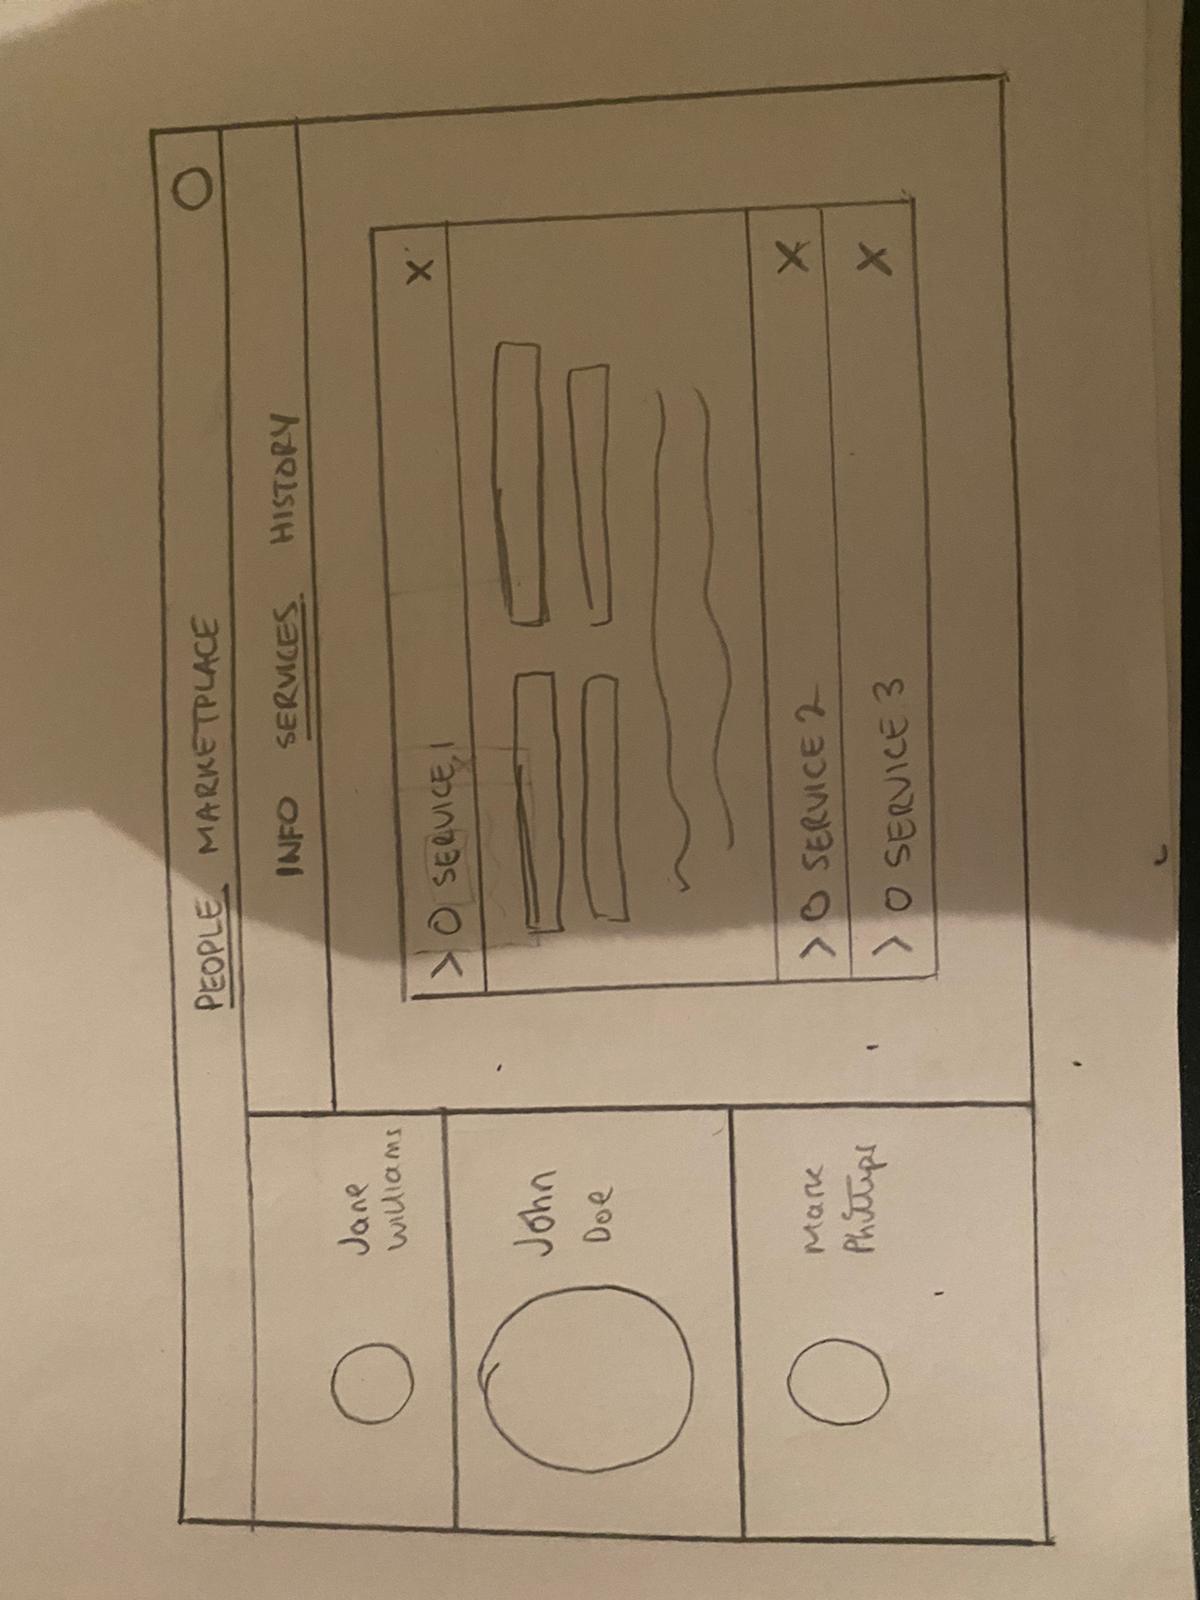 PEOPLE MARKETPLACE
INFO SERVICES HISTORY
Jane
Williams
John
Doe
Mark
Phillips
> O SERVICE 1 X
> O SERVICE 2 X
> O SERVICE 3 X